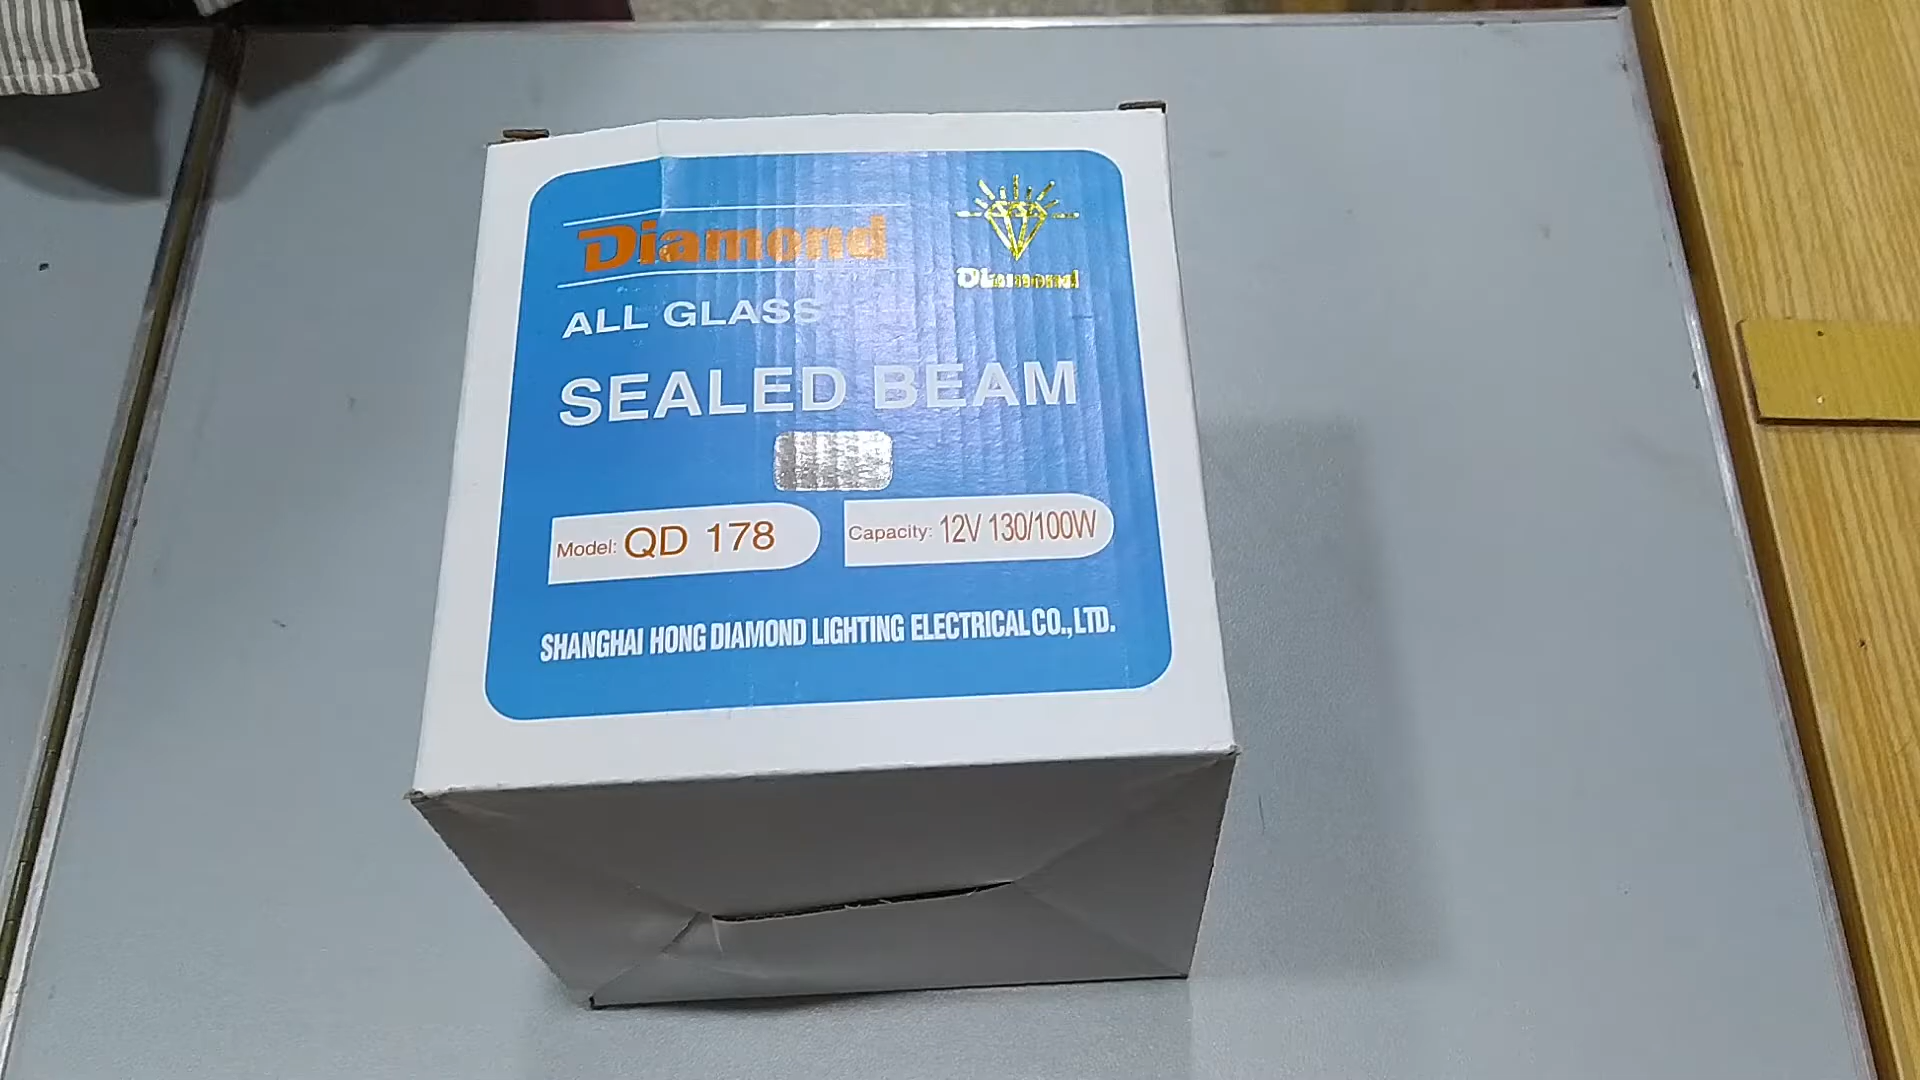 Diamond
Diamond
ALL GLASS
SEALED BEAM
Model: QD 178
Capacity: 12V 130/100W
SHANGHAI HONG DIAMOND LIGHTING ELECTRICAL CO., LTD.